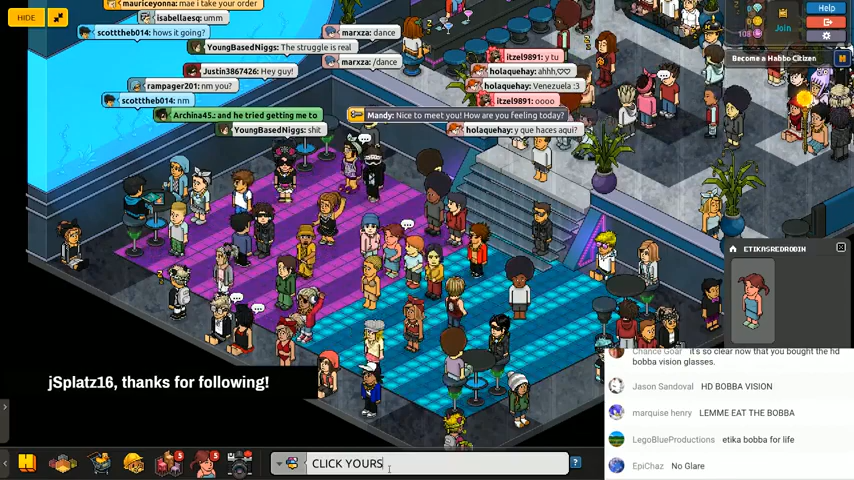 HIDE
mauriceyonna: mae i take your order
isabellaesq: umm
scotttheb014: hows it going?
YoungBasedNiggs: The struggle is real
Justin3867426: Hey guy!
rampager201: nm you?
scotttheb014: nm
Archina45.: and he tried getting me to
YoungBasedNiggs: shit
marxza: dance
marxza: /dance
itzel9891: y tu
holaquehay: ahhh,♡♡
holaquehay: Venezuela :3
itzel9891: oooo
Mandy: Nice to meet you! How are you feeling today?
holaquehay: y que haces aqui?
108
Join
Help
Become a Habbo Citizen
ETIKASREDRODIN
jSplatz16, thanks for following!
Chance Goar it's so clear now that you bought the hd
bobba vision glasses.
Jason Sandoval HD BOBBA VISION
marquise henry LEMME EAT THE BOBBA
LegoBlueProductions etika bobba for life
EpiChaz No Glare
5
5
CLICK YOURS
?